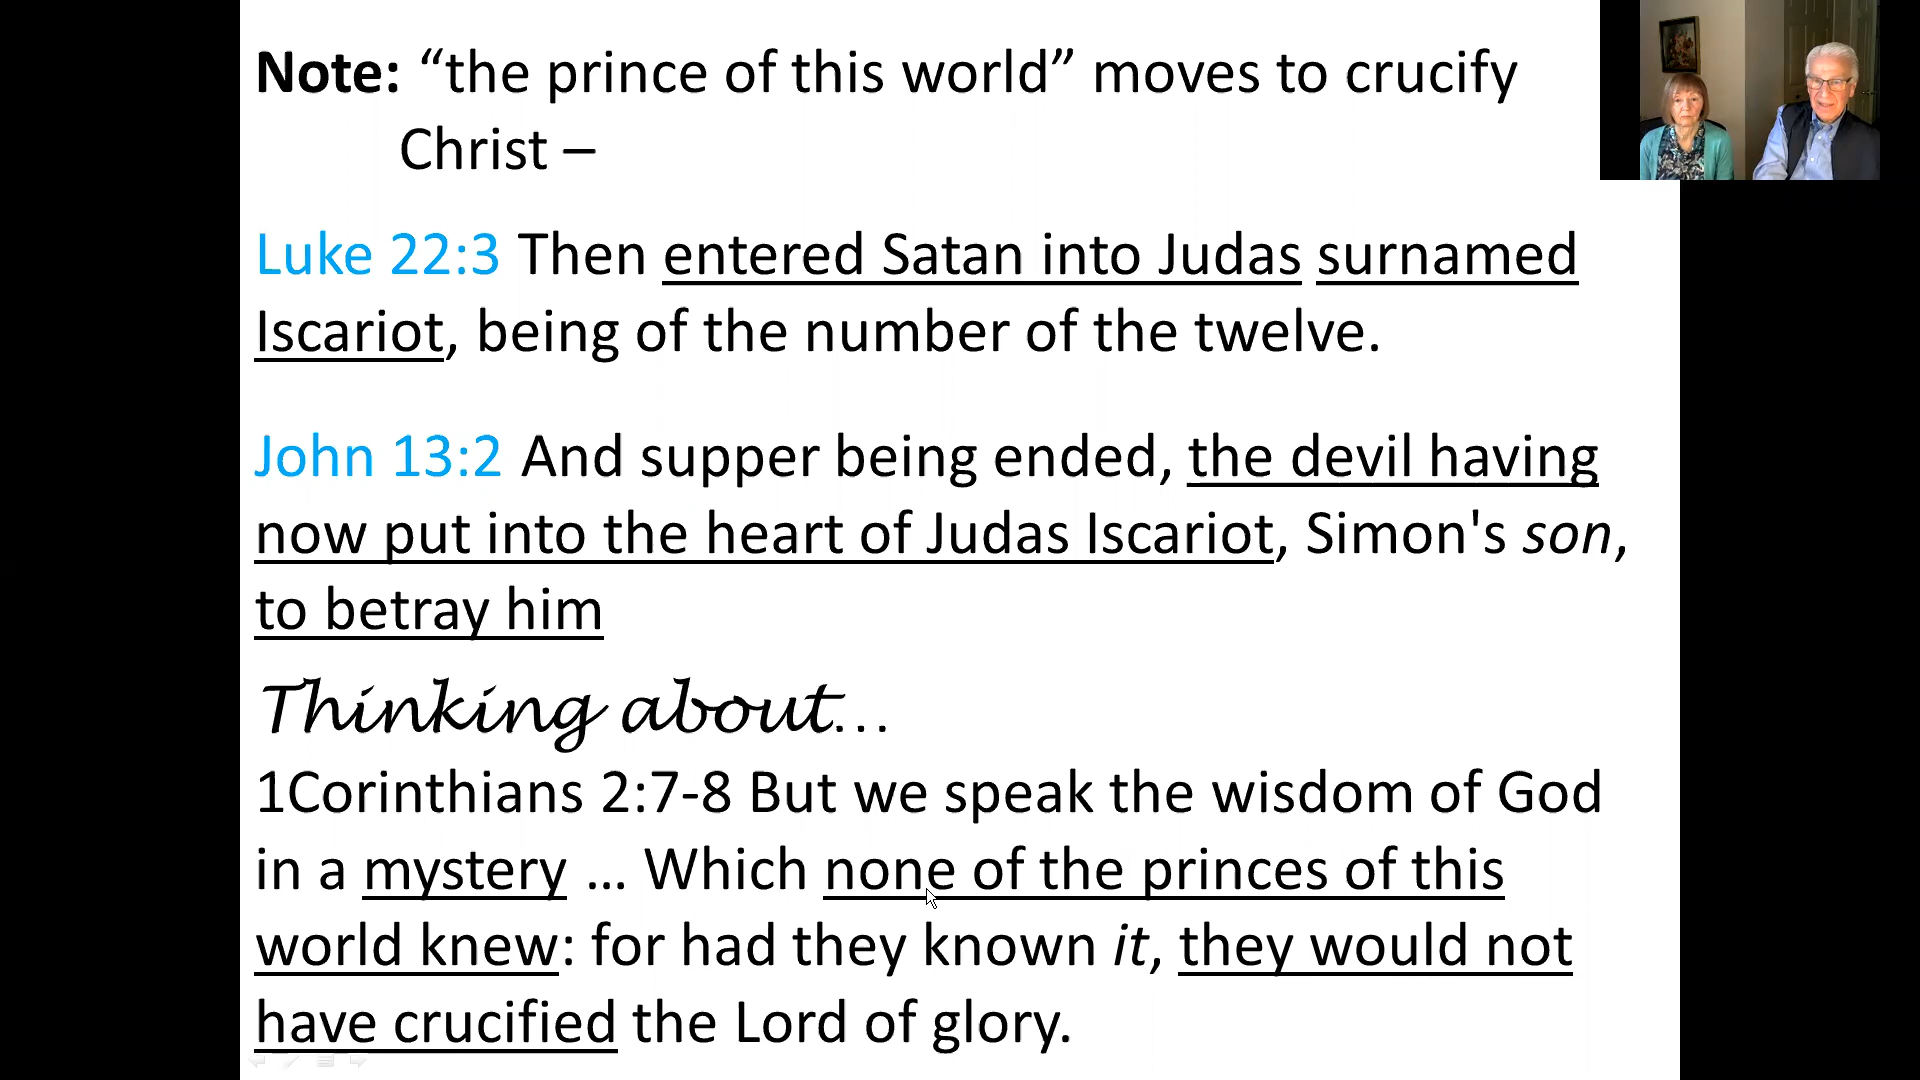 Note: “the prince of this world” moves to crucify
Christ –
Luke 22:3 Then entered Satan into Judas surnamed
Iscariot, being of the number of the twelve.
John 13:2 And supper being ended, the devil having
now put into the heart of Judas Iscariot, Simon's son,
to betray him
Thinking about...
1Corinthians 2:7-8 But we speak the wisdom of God
in a mystery ... Which none of the princes of this
world knew: for had they known it, they would not
have crucified the Lord of glory.